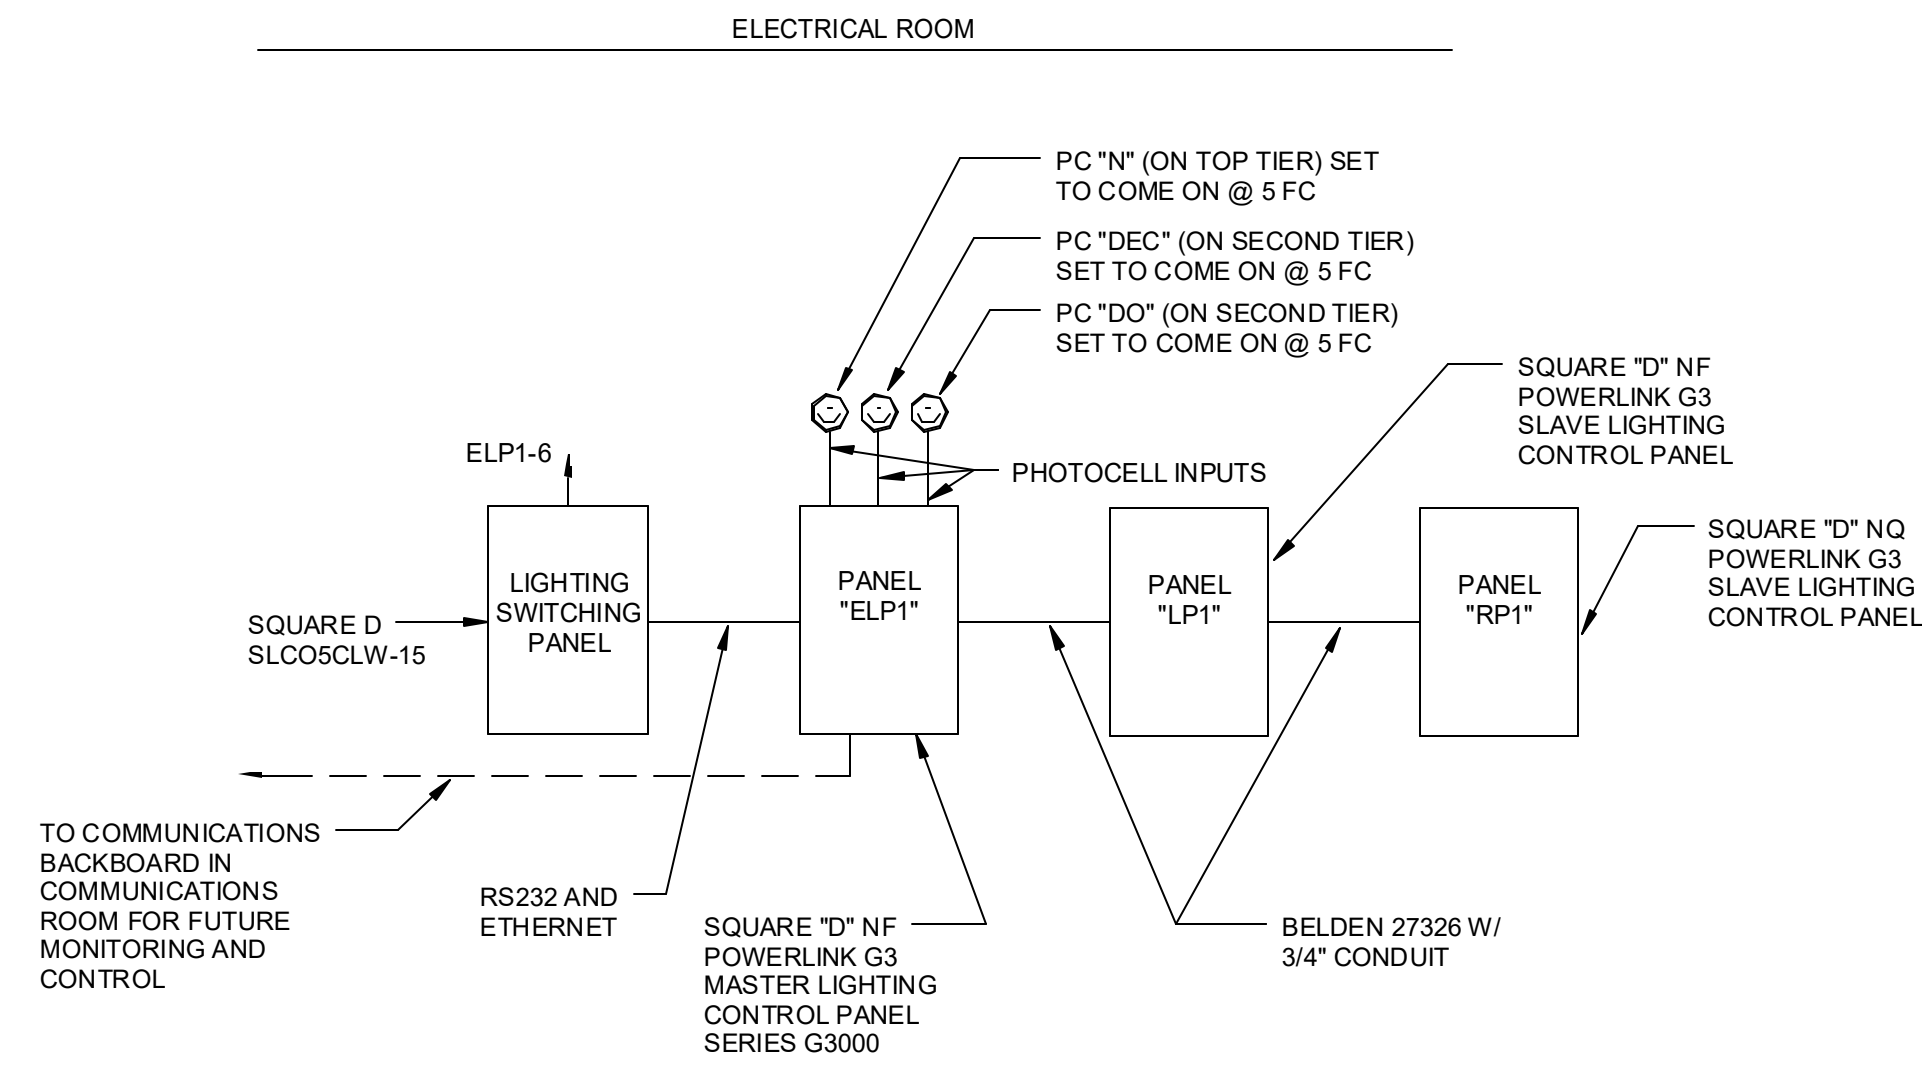 ELECTRICAL ROOM
PC "N" (ON TOP TIER) SET
TO COME ON @ 5 FC
PC "DEC" (ON SECOND TIER)
SET TO COME ON @ 5 FC
PC "DO" (ON SECOND TIER)
SET TO COME ON @ 5 FC
SQUARE "D" NF
POWERLINK G3
SLAVE LIGHTING
CONTROL PANEL
ELP1-6
PHOTOCELL INPUTS
SQUARE "D" NQ
POWERLINK G3
SLAVE LIGHTING
CONTROL PANEL
LIGHTING
SWITCHING
PANEL
PANEL
"ELP1"
PANEL
"LP1"
PANEL
"RP1"
SQUARE D
SLCO5CLW-15
TO COMMUNICATIONS
BACKBOARD IN
COMMUNICATIONS
ROOM FOR FUTURE
MONITORING AND
CONTROL
RS232 AND
ETHERNET
SQUARE "D" NF
POWERLINK G3
MASTER LIGHTING
CONTROL PANEL
SERIES G3000
BELDEN 27326 W/
3/4" CONDUIT